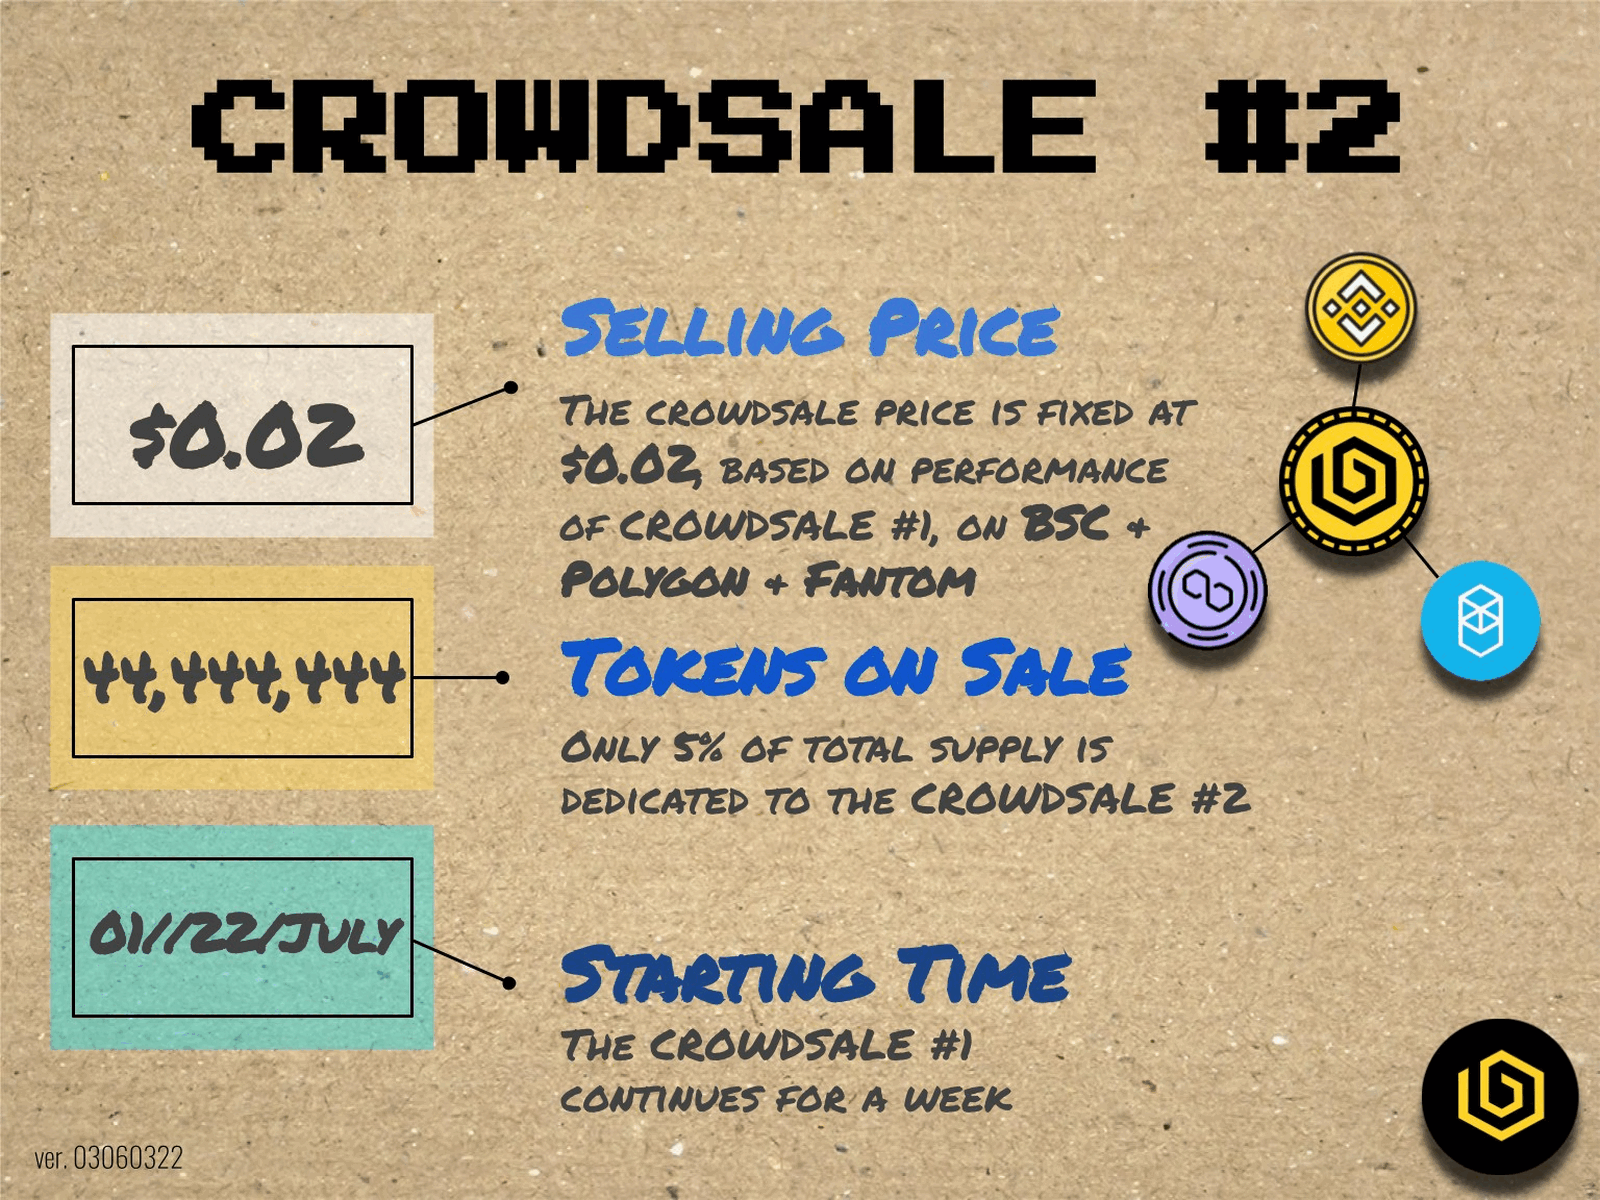 CROWDSALE #2
$0.02
SELLING PRICE
THE CROWDSALE PRICE IS FIXED AT
$0.02, BASED ON PERFORMANCE
OF CROWDSALE #1, ON BSC &
POLYGON & FANTOM
44,444,444
TOKENS ON SALE
ONLY 5% OF TOTAL SUPPLY IS
DEDICATED TO THE CROWDSALE #2
01//22/JULY
STARTING TIME
THE CROWDSALE #1
CONTINUES FOR A WEEK
ver. 03060322